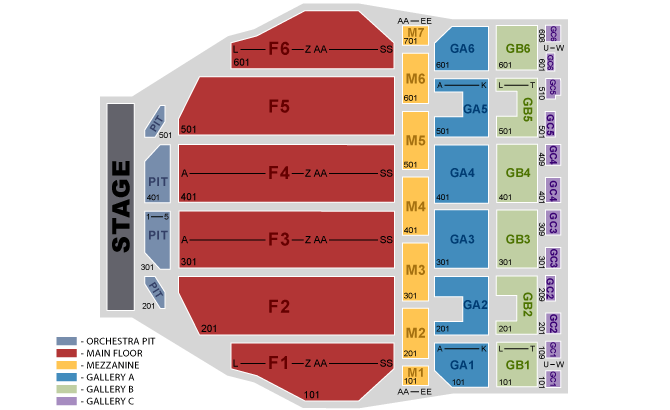 AA — EE
M7
701
L — F6 — Z AA — SS
601
GA6
601
GB6
601
GC6
608
U – W
GC6
601
M6
601
F5
501
PIT
501
A — K
GA5
501
L — T
GB5
501
GC5
510
GC5
501
M5
501
STAGE
PIT
401
A — F4 — Z AA — SS
401
GA4
401
GB4
401
GC4
409
GC4
401
M4
401
1 — 5
PIT
301
A — F3 — Z AA — SS
301
GA3
301
GB3
301
GC3
309
GC3
301
M3
301
PIT
201
F2
201
GA2
201
GB2
201
GC2
209
GC2
201
M2
201
L — F1 — Z AA — SS
101
A — K
GA1
101
L — T
GB1
101
GC1
109
U – W
GC1
101
M1
101
AA — EE
- ORCHESTRA PIT
- MAIN FLOOR
- MEZZANINE
- GALLERY A
- GALLERY B
- GALLERY C